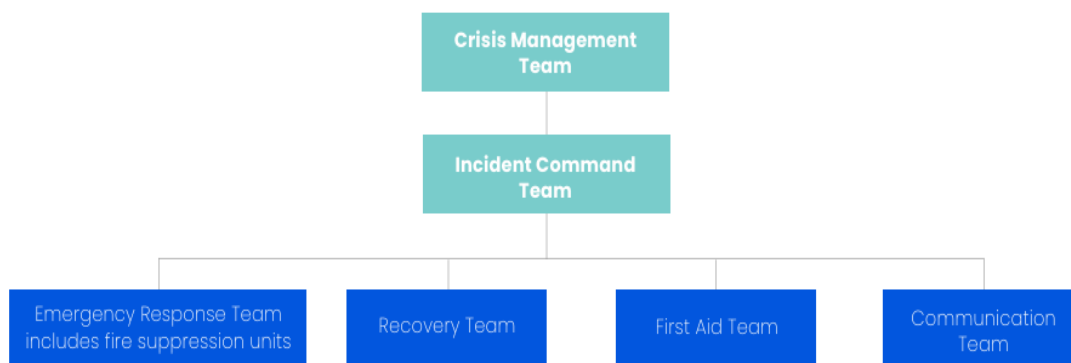 Crisis Management
Team
Incident Command
Team
Emergency Response Team
includes fire suppression units
Recovery Team
First Aid Team
Communication
Team